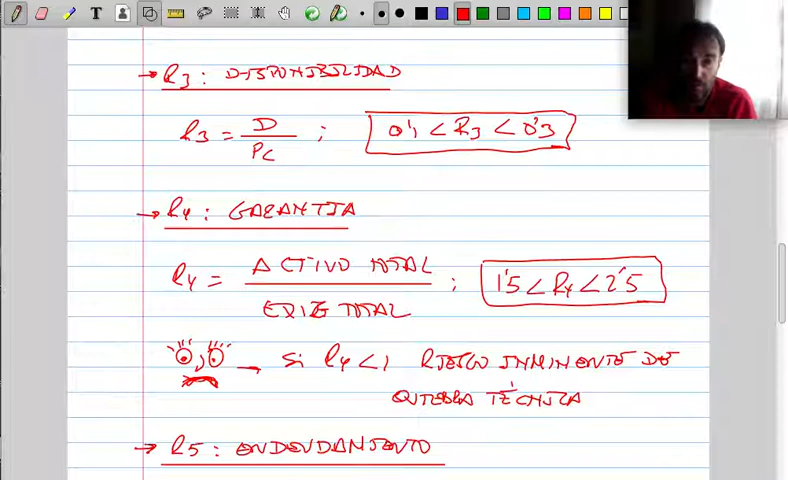 → R3: DISPONIBILIDAD
R3 = D / PC ; 0'1 < R3 < 0'3
→ R4: GARANTIA
R4 = ACTIVO TOTAL / EXIG TOTAL ; 1'5 < R4 < 2'5
→ Si R4 < 1 RIESGO INMINENTE DE
QUIEBRA TÉCNICA
→ R5: ENDEUDAMIENTO